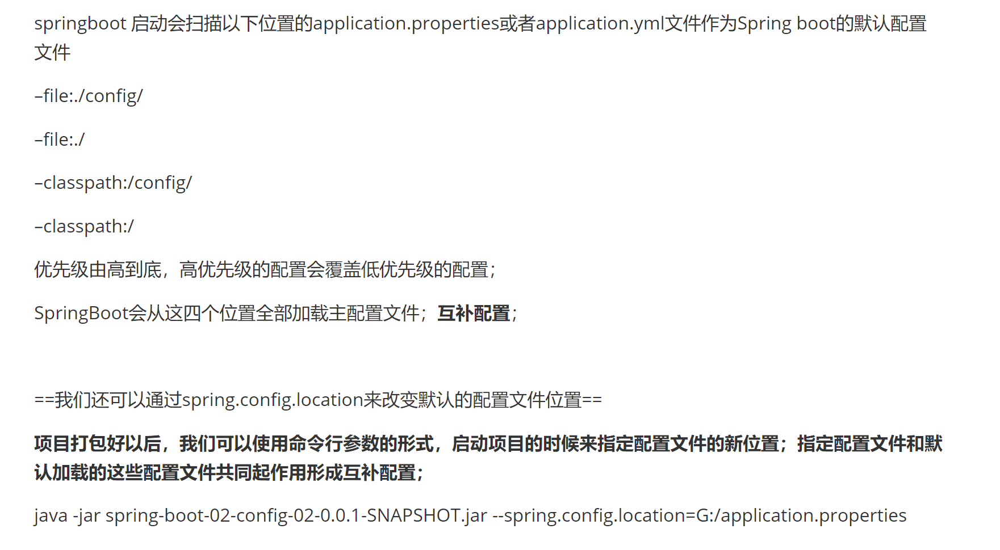 springboot 启动会扫描以下位置的application.properties或者application.yml文件作为Spring boot的默认配置
文件
–file:./config/
–file:./
–classpath:/config/
–classpath:/
优先级由高到底，高优先级的配置会覆盖低优先级的配置；
SpringBoot会从这四个位置全部加载主配置文件；互补配置；
==我们还可以通过spring.config.location来改变默认的配置文件位置==
项目打包好以后，我们可以使用命令行参数的形式，启动项目的时候来指定配置文件的新位置；指定配置文件和默
认加载的这些配置文件共同起作用形成互补配置；
java -jar spring-boot-02-config-02-0.0.1-SNAPSHOT.jar --spring.config.location=G:/application.properties